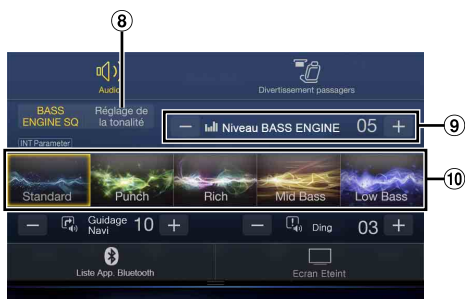 8
Audio
Divertissement passagers
BASS
ENGINE SQ
Réglage de
la tonalité
INT Parameter
− Niveau BASS ENGINE 05 +
9
Standard
Punch
Rich
Mid Bass
Low Bass
10
− Guidage
Navi 10 +
− Ding 03 +
Liste App. Bluetooth
Ecran Eteint